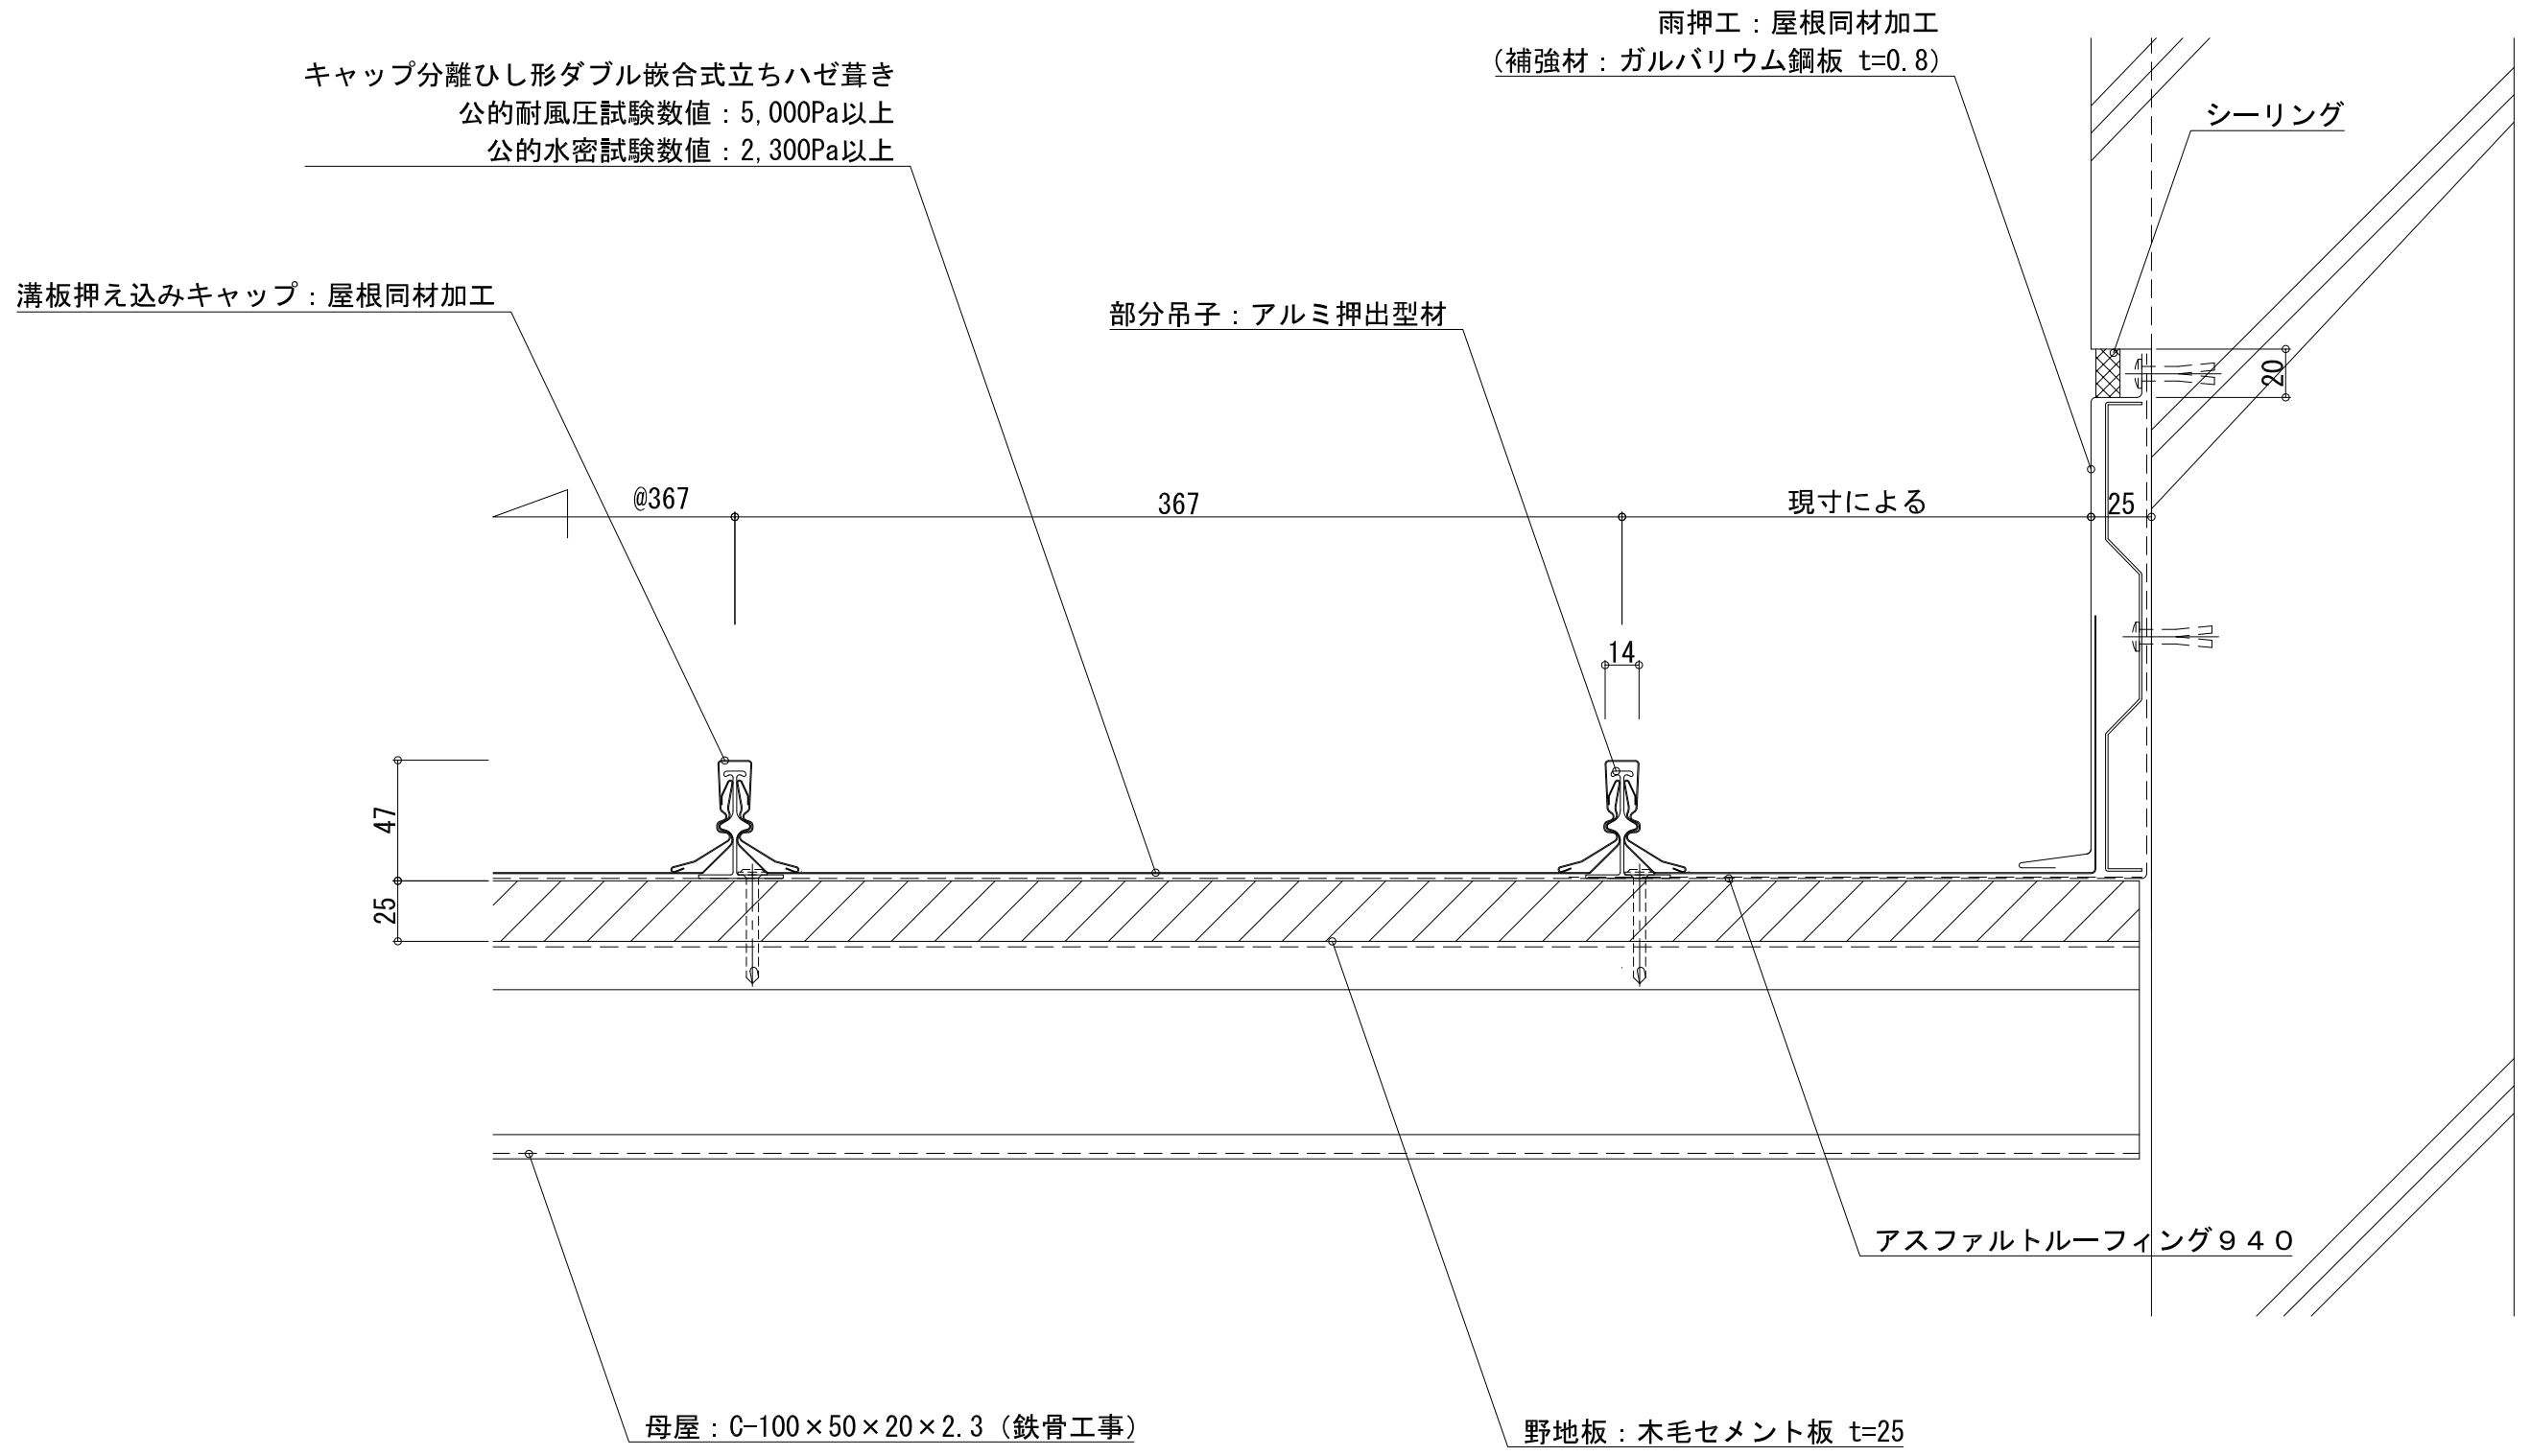 雨押工：屋根同材加工
(補強材：ガルバリウム鋼板 t=0.8)
キャップ分離ひし形ダブル嵌合式立ちハゼ葺き
公的耐風圧試験数値：5,000Pa以上
公的水密試験数値：2,300Pa以上
シーリング
溝板押え込みキャップ：屋根同材加工
部分吊子：アルミ押出型材
20
@367
367
現寸による
25
14
47
25
アスファルトルーフィング９４０
母屋：C-100×50×20×2.3 (鉄骨工事)
野地板：木毛セメント板 t=25